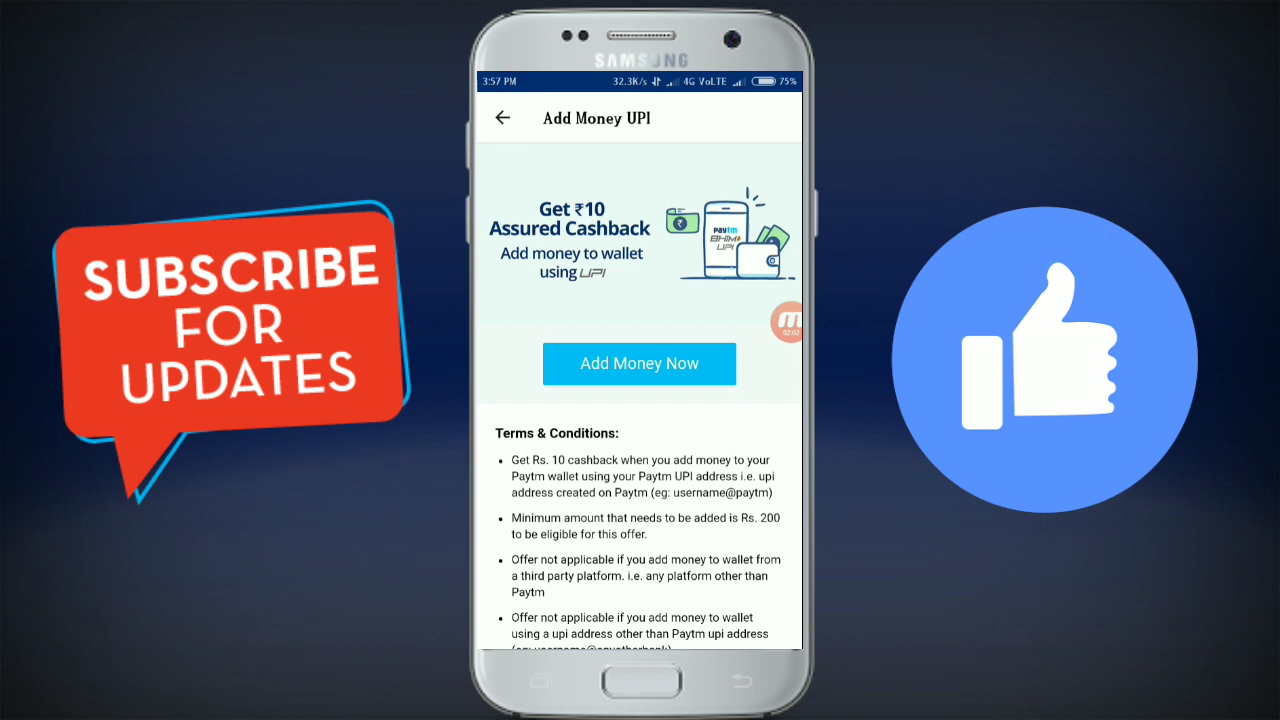 SAMSUNG
3:57 PM 32.3K/s 4G VoLTE 75%
Add Money UPI
Get ₹10
Assured Cashback
Add money to wallet
using UPI
paytm
BHIM
UPI
02:02
Add Money Now
Terms & Conditions:
• Get Rs. 10 cashback when you add money to your
Paytm wallet using your Paytm UPI address i.e. upi
address created on Paytm (eg: username@paytm)
• Minimum amount that needs to be added is Rs. 200
to be eligible for this offer.
• Offer not applicable if you add money to wallet from
a third party platform. i.e. any platform other than
Paytm
• Offer not applicable if you add money to wallet
using a upi address other than Paytm upi address
(eg: username@anyotherbank)
SUBSCRIBE
FOR
UPDATES